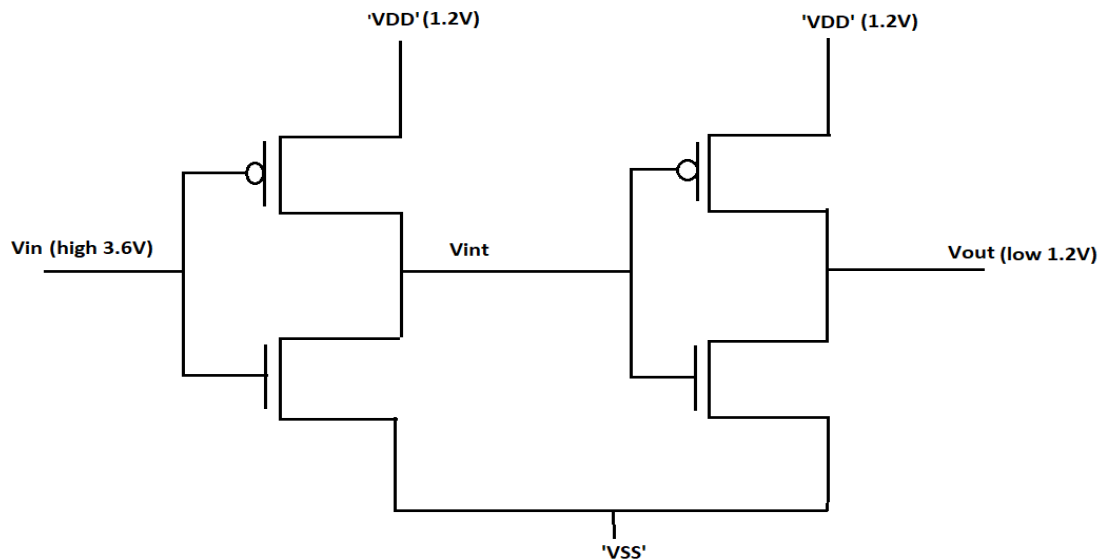 'VDD' (1.2V)
'VDD' (1.2V)
Vin (high 3.6V)
Vint
Vout (low 1.2V)
'VSS'